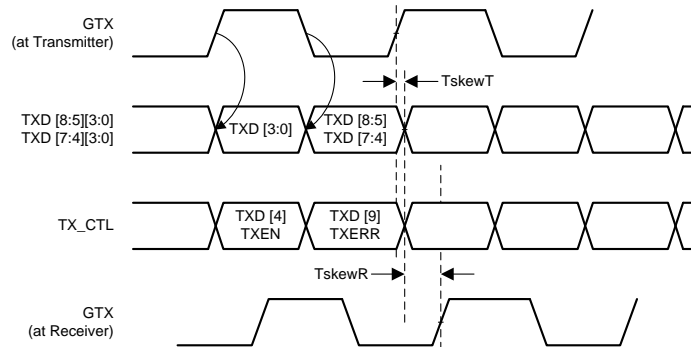 GTX
(at Transmitter)
TskewT
TXD [8:5][3:0]
TXD [7:4][3:0]
TXD [3:0]
TXD [8:5]
TXD [7:4]
TX_CTL
TXD [4]
TXEN
TXD [9]
TXERR
TskewR
GTX
(at Receiver)